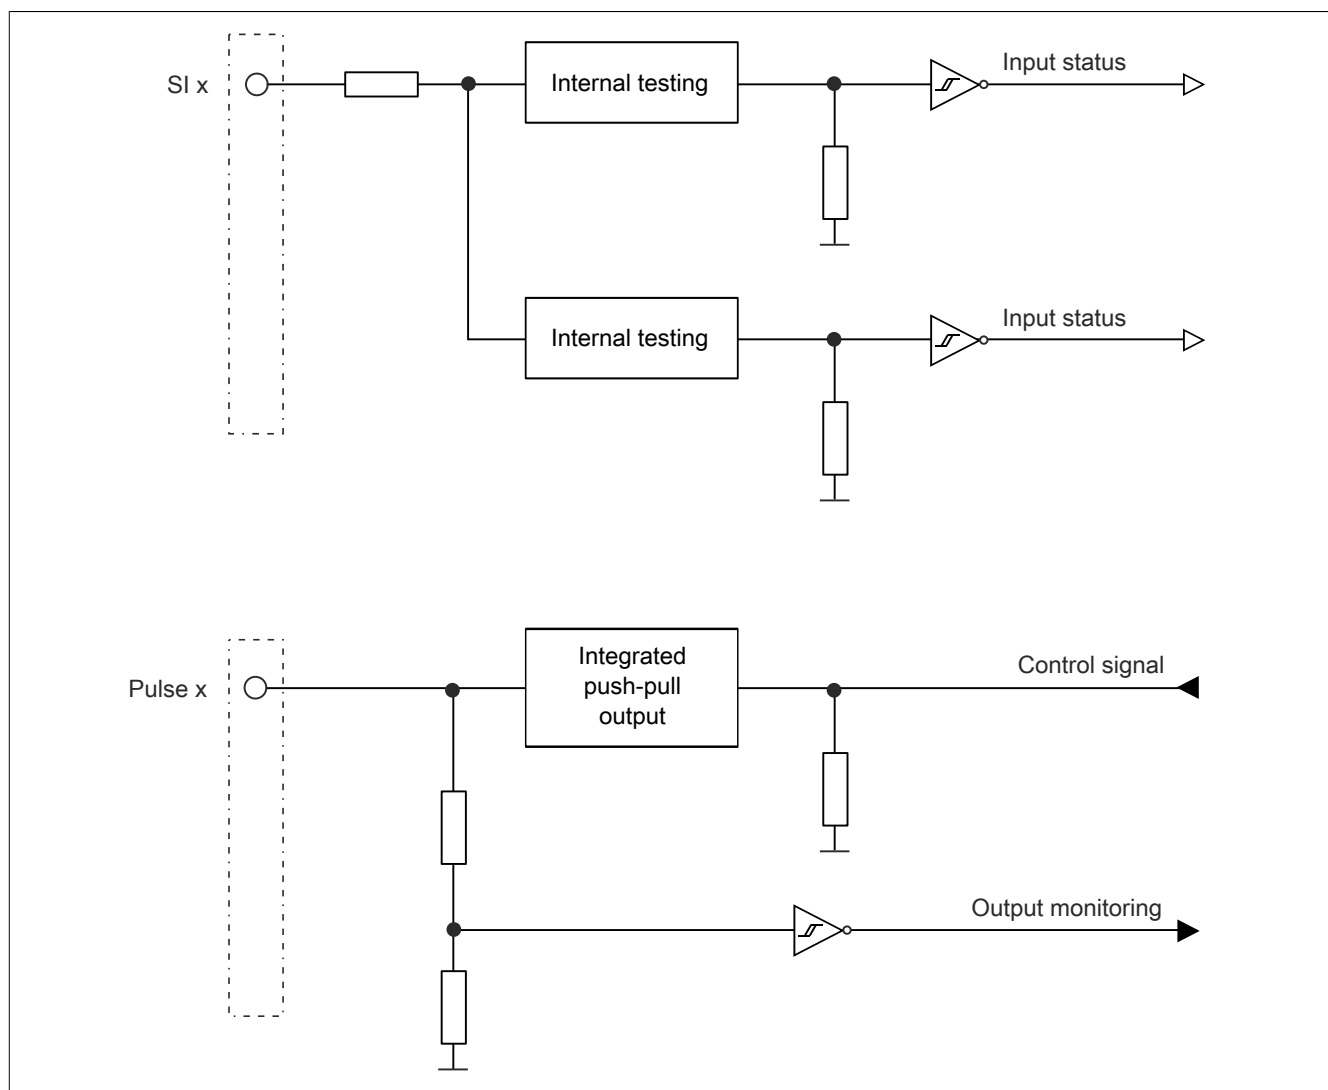 SI x
Internal testing
Input status
Internal testing
Input status
Pulse x
Integrated
push-pull
output
Control signal
Output monitoring